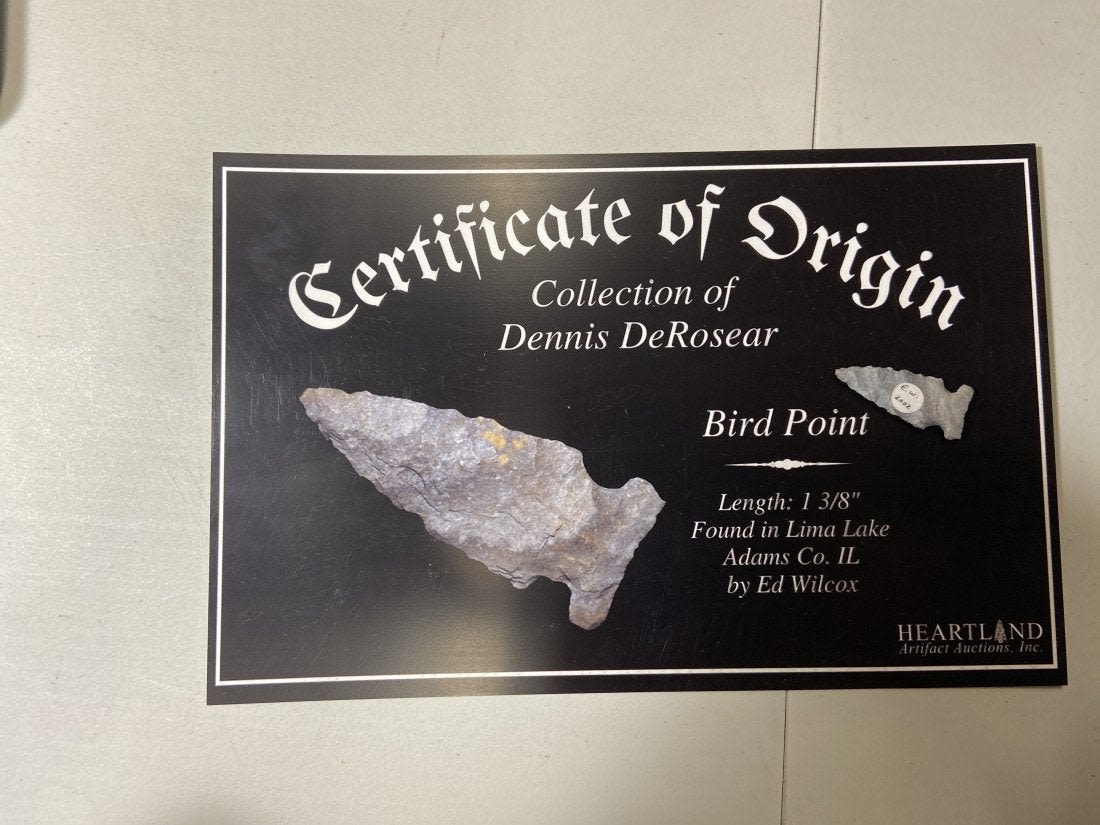 Certificate of Origin
Collection of
Dennis DeRosear
Bird Point
E.W.
2002
Length: 1 3/8"
Found in Lima Lake
Adams Co. IL
by Ed Wilcox
HEARTLAND
Artifact Auctions, Inc.